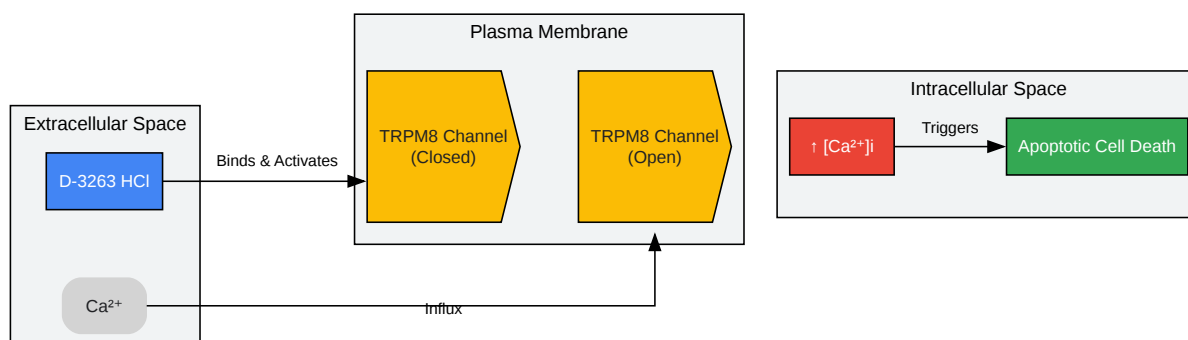 Plasma Membrane
TRPM8 Channel
(Closed)
TRPM8 Channel
(Open)
Intracellular Space
↑ [Ca²⁺]i
Triggers
Apoptotic Cell Death
Extracellular Space
D-3263 HCl
Binds & Activates
Ca²⁺
Influx